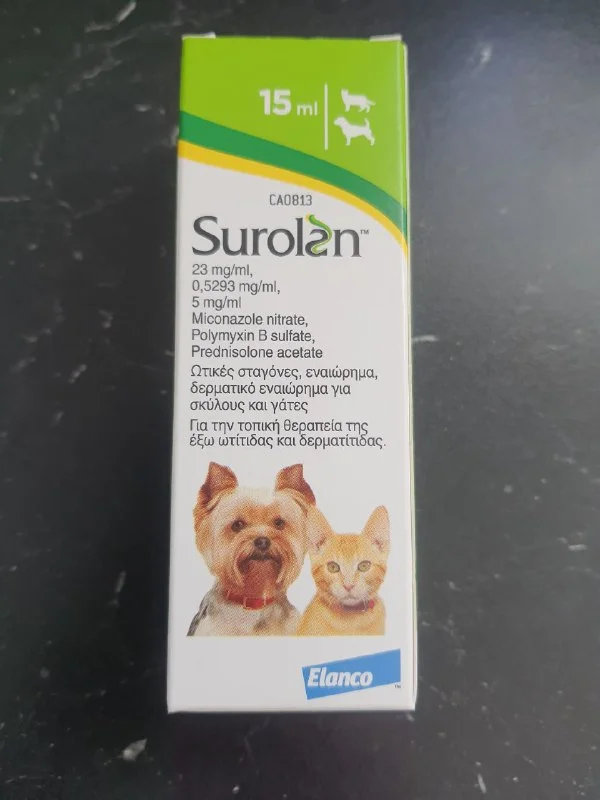 15 ml
CA0813
Surolan™
23 mg/ml,
0,5293 mg/ml,
5 mg/ml
Miconazole nitrate,
Polymyxin B sulfate,
Prednisolone acetate
Ωτικές σταγόνες, εναιώρημα,
δερματικό εναιώρημα για
σκύλους και γάτες
Για την τοπική θεραπεία της
έξω ωτίτιδας και δερματίτιδας.
Elanco™